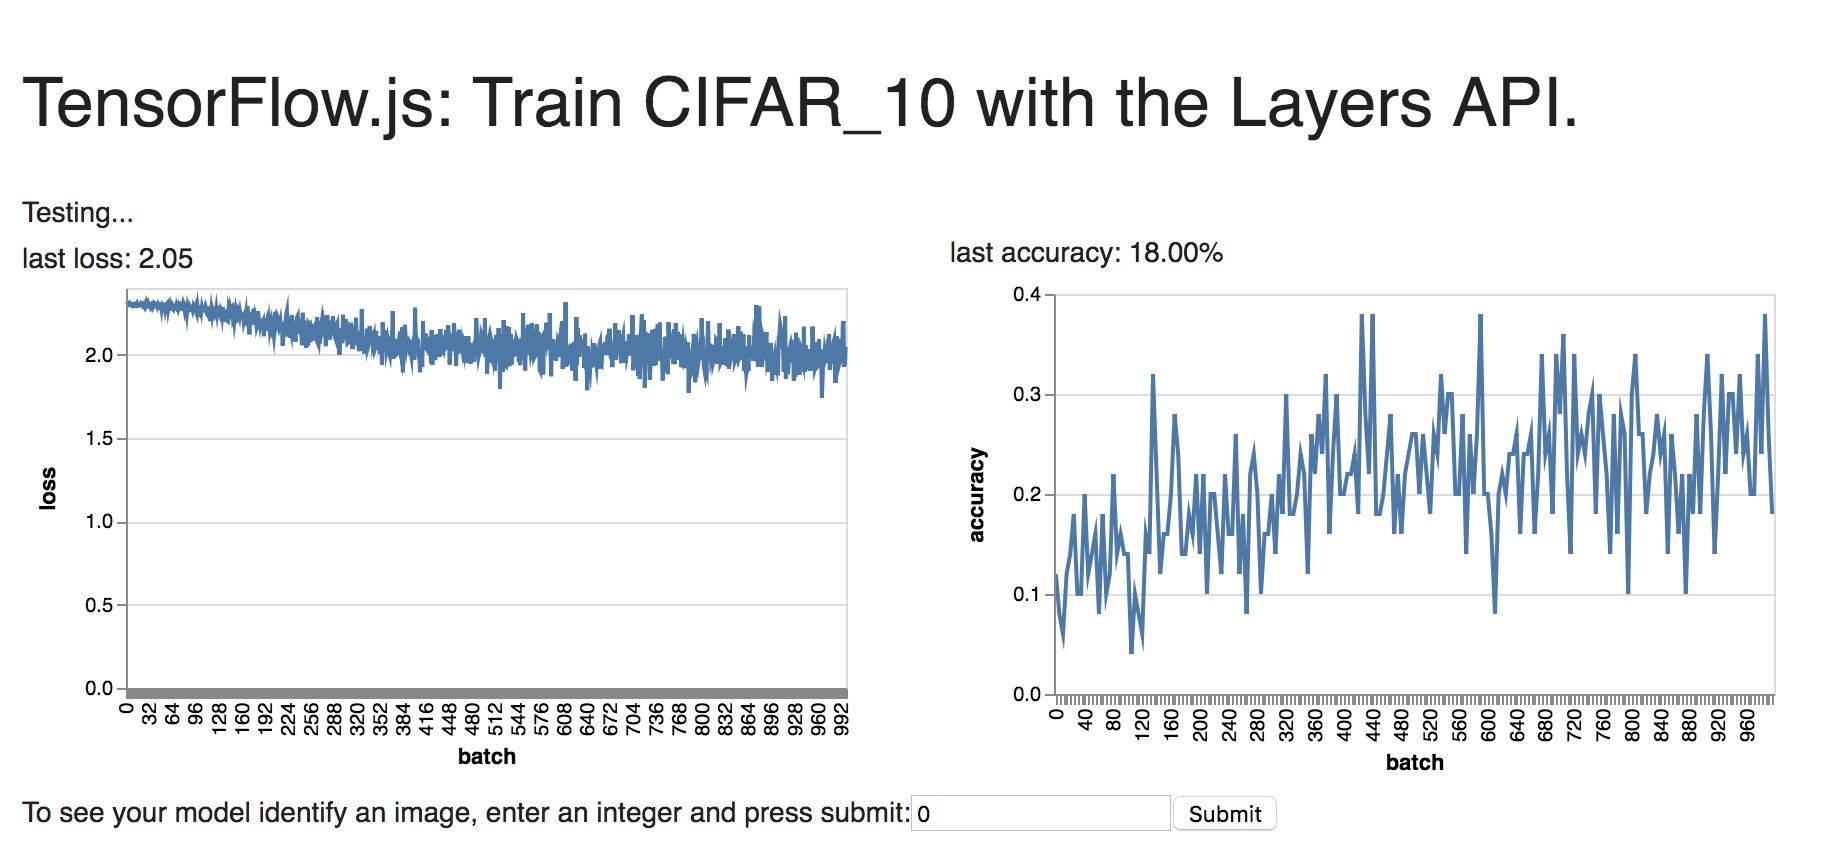 TensorFlow.js: Train CIFAR_10 with the Layers API.
Testing...
last loss: 2.05
last accuracy: 18.00%
loss
2.0
1.5
1.0
0.5
0.0
0 32 64 96 128 160 192 224 256 288 320 352 384 416 448 480 512 544 576 608 640 672 704 736 768 800 832 864 896 928 960 992
batch
accuracy
0.4
0.3
0.2
0.1
0.0
0 40 80 120 160 200 240 280 320 360 400 440 480 520 560 600 640 680 720 760 800 840 880 920 960
batch
To see your model identify an image, enter an integer and press submit: 0 Submit